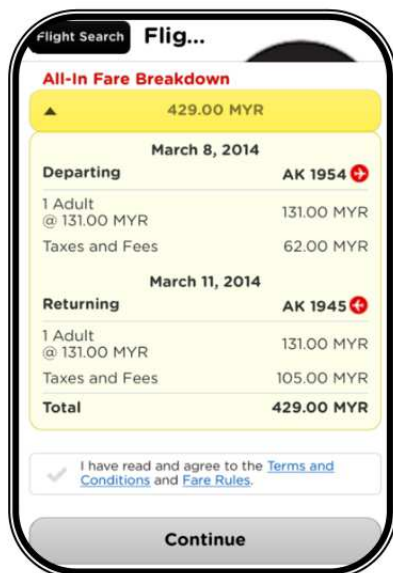 Flight Search Flig...
All-In Fare Breakdown
429.00 MYR
March 8, 2014
Departing AK 1954
1 Adult
@ 131.00 MYR 131.00 MYR
Taxes and Fees 62.00 MYR
March 11, 2014
Returning AK 1945
1 Adult
@ 131.00 MYR 131.00 MYR
Taxes and Fees 105.00 MYR
Total 429.00 MYR
I have read and agree to the Terms and
Conditions and Fare Rules.
Continue